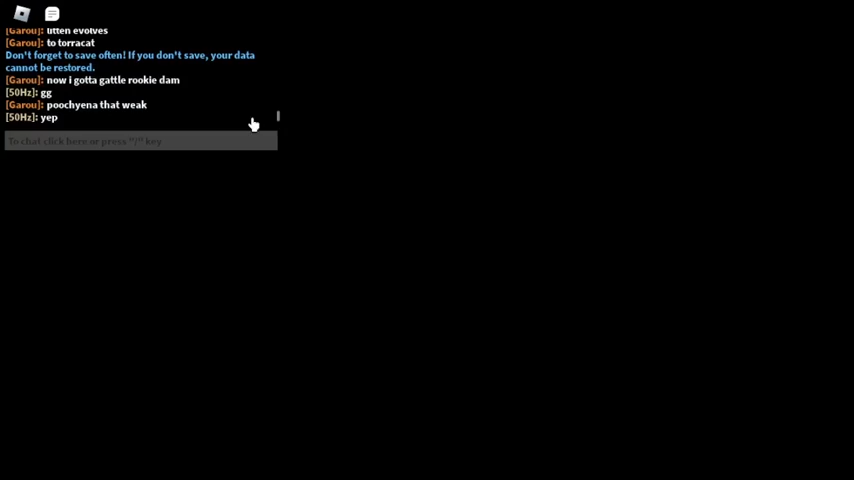 [Garou]: litten evolves
[Garou]: to torracat
Don't forget to save often! If you don't save, your data
cannot be restored.
[Garou]: now i gotta gattle rookie dam
[50Hz]: gg
[Garou]: poochyena that weak
[50Hz]: yep
To chat click here or press "/" key